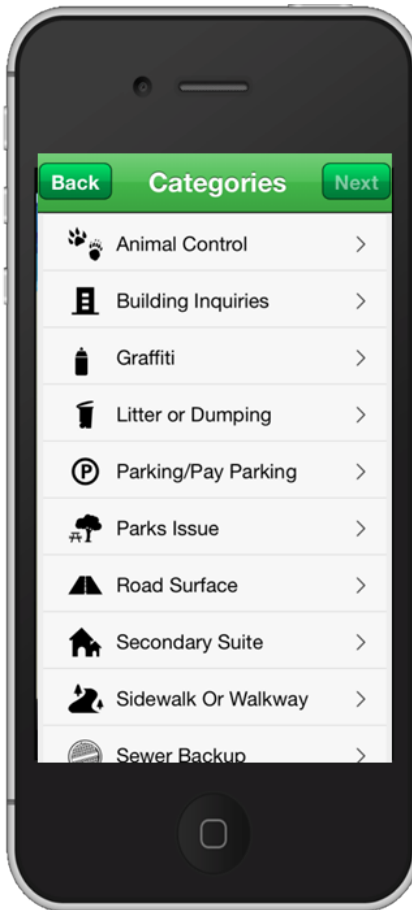 Back
Categories
Next
Animal Control
Building Inquiries
Graffiti
Litter or Dumping
P
Parking/Pay Parking
Parks Issue
Road Surface
Secondary Suite
Sidewalk Or Walkway
Sewer Backup